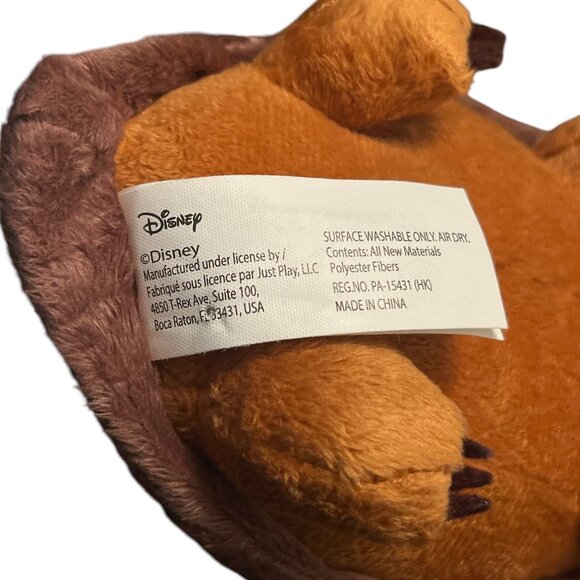 Disney
©Disney
Manufactured under license by /
Fabriqué sous licence par Just Play, LLC
4850 T-Rex Ave, Suite 100,
Boca Raton, FL 33431, USA
SURFACE WASHABLE ONLY. AIR DRY.
Contents: All New Materials
Polyester Fibers
REG.NO. PA-15431 (HK)
MADE IN CHINA